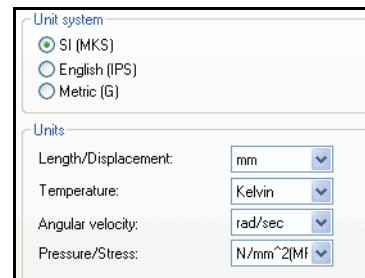 Unit system
SI (MKS)
English (IPS)
Metric (G)
Units
Length/Displacement: mm
Temperature: Kelvin
Angular velocity: rad/sec
Pressure/Stress: N/mm^2(MF